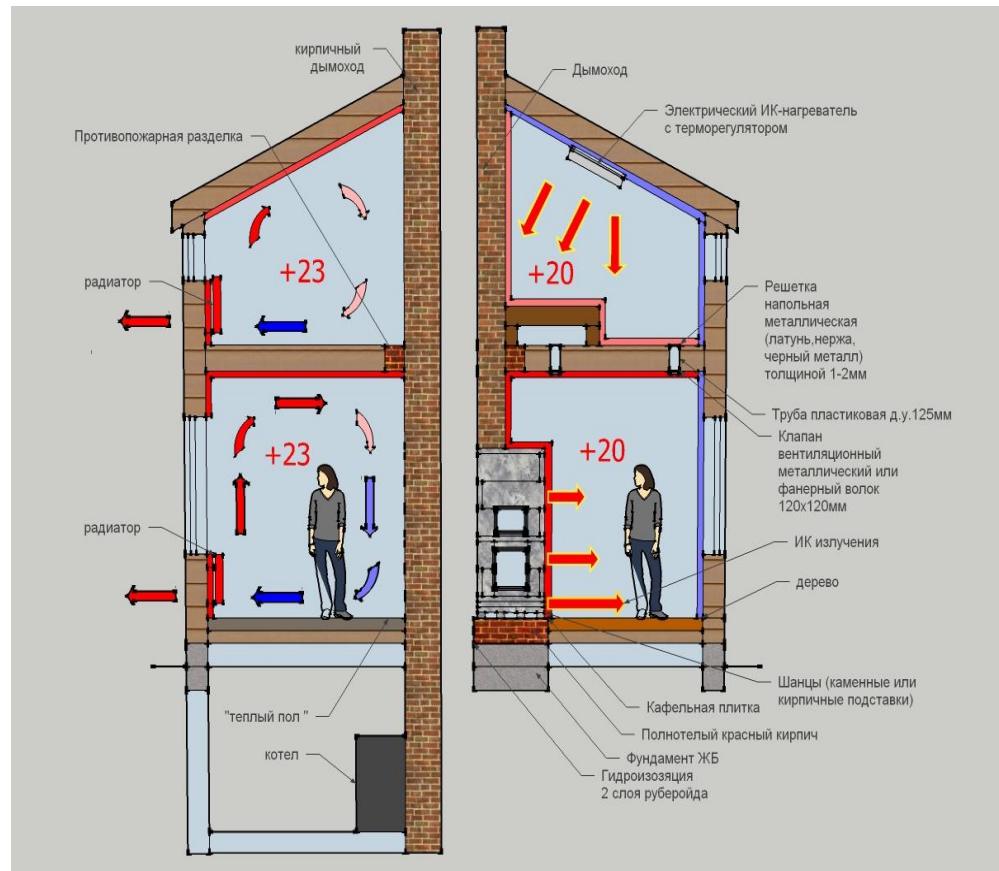 кирпичный
дымоход
Противопожарная разделка
+23
радиатор
+23
радиатор
"теплый пол "
котел
Дымоход
Электрический ИК-нагреватель
с терморегулятором
+20
Решетка
напольная
металлическая
(латунь,нержа,
черный металл)
толщиной 1-2мм
Труба пластиковая д.у.125мм
Клапан
вентиляционный
металлический или
фанерный волок
120х120мм
+20
ИК излучения
дерево
Шанцы (каменные или
кирпичные подставки)
Кафельная плитка
Полнотелый красный кирпич
Фундамент ЖБ
Гидроизозяция
2 слоя руберойда